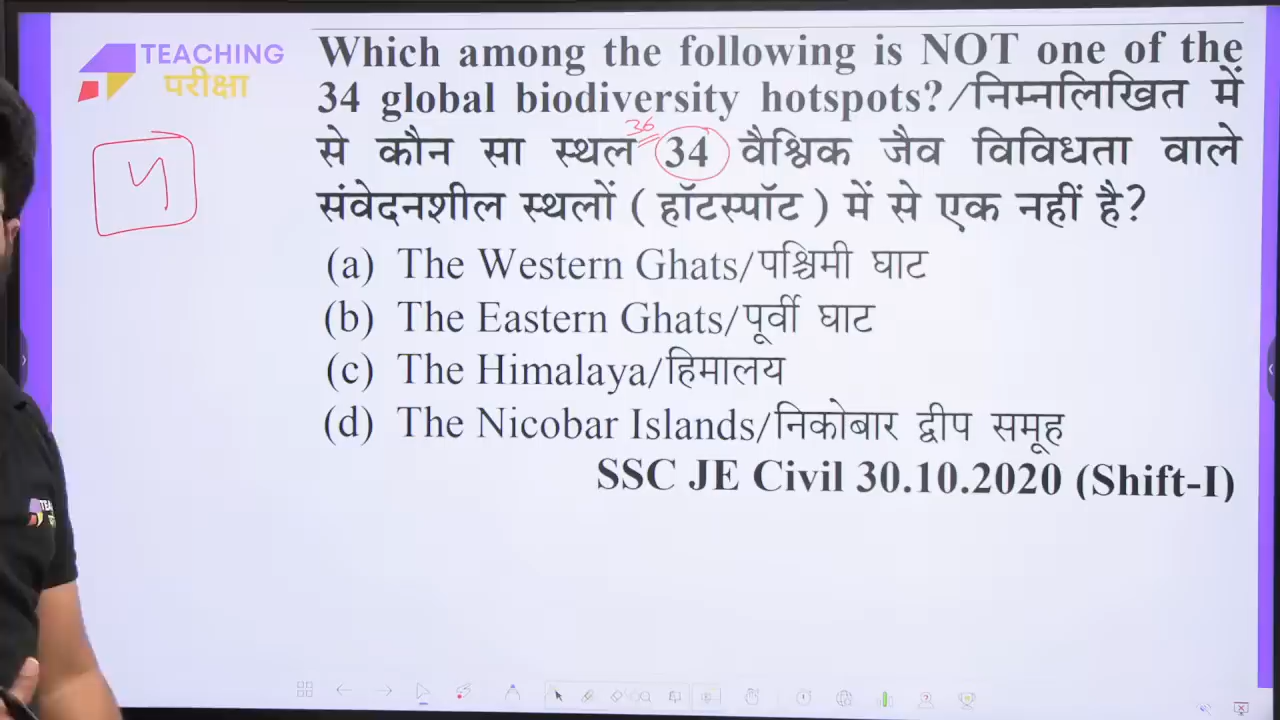 TEACHING
परीक्षा
Which among the following is NOT one of the
34 global biodiversity hotspots?/निम्नलिखित में
36
से कौन सा स्थल 34 वैश्विक जैव विविधता वाले
संवेदनशील स्थलों ( हॉटस्पॉट ) में से एक नहीं है?
(a) The Western Ghats/पश्चिमी घाट
(b) The Eastern Ghats/पूर्वी घाट
(c) The Himalaya/हिमालय
(d) The Nicobar Islands/निकोबार द्वीप समूह
SSC JE Civil 30.10.2020 (Shift-I)